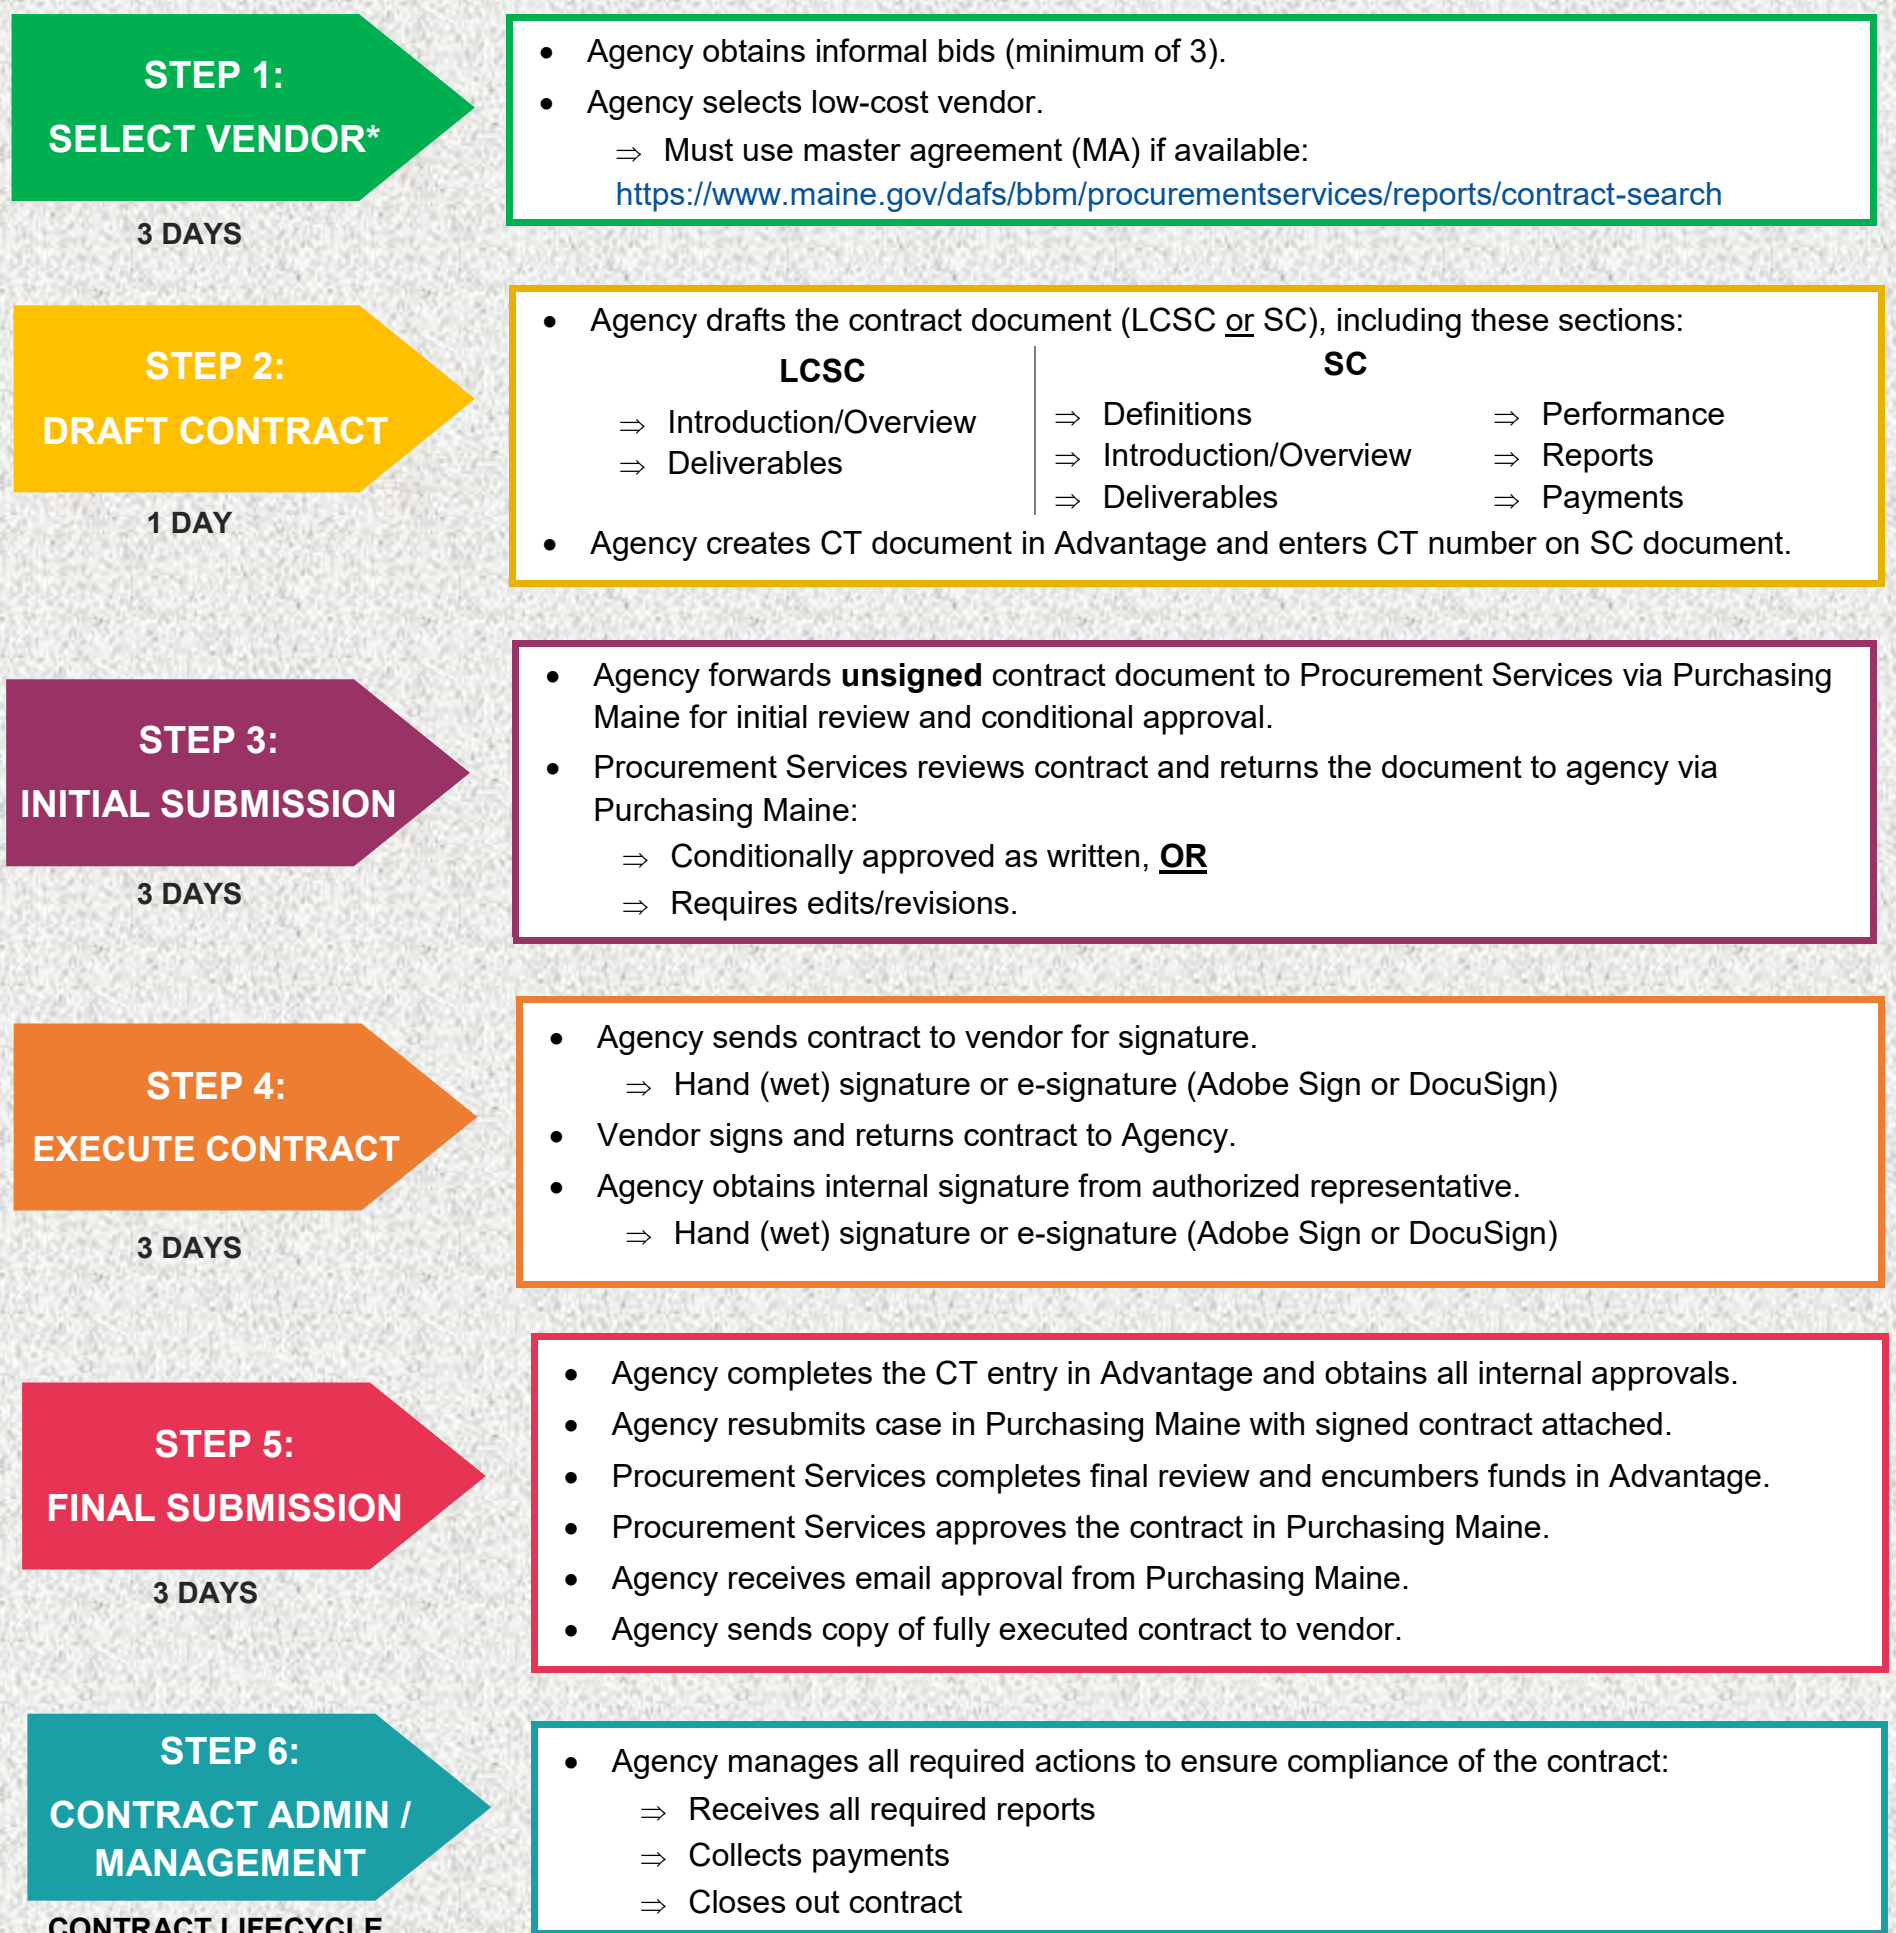 STEP 1:
SELECT VENDOR*
3 DAYS
• Agency obtains informal bids (minimum of 3).
• Agency selects low-cost vendor.
⇒ Must use master agreement (MA) if available:
https://www.maine.gov/dafs/bbm/procurementservices/reports/contract-search
STEP 2:
DRAFT CONTRACT
1 DAY
• Agency drafts the contract document (LCSC or SC), including these sections:
LCSC
⇒ Introduction/Overview
⇒ Deliverables
SC
⇒ Definitions
⇒ Introduction/Overview
⇒ Deliverables
⇒ Performance
⇒ Reports
⇒ Payments
• Agency creates CT document in Advantage and enters CT number on SC document.
STEP 3:
INITIAL SUBMISSION
3 DAYS
• Agency forwards unsigned contract document to Procurement Services via Purchasing
Maine for initial review and conditional approval.
• Procurement Services reviews contract and returns the document to agency via
Purchasing Maine:
⇒ Conditionally approved as written, OR
⇒ Requires edits/revisions.
STEP 4:
EXECUTE CONTRACT
3 DAYS
• Agency sends contract to vendor for signature.
⇒ Hand (wet) signature or e-signature (Adobe Sign or DocuSign)
• Vendor signs and returns contract to Agency.
• Agency obtains internal signature from authorized representative.
⇒ Hand (wet) signature or e-signature (Adobe Sign or DocuSign)
STEP 5:
FINAL SUBMISSION
3 DAYS
• Agency completes the CT entry in Advantage and obtains all internal approvals.
• Agency resubmits case in Purchasing Maine with signed contract attached.
• Procurement Services completes final review and encumbers funds in Advantage.
• Procurement Services approves the contract in Purchasing Maine.
• Agency receives email approval from Purchasing Maine.
• Agency sends copy of fully executed contract to vendor.
STEP 6:
CONTRACT ADMIN /
MANAGEMENT
CONTRACT LIFECYCLE
• Agency manages all required actions to ensure compliance of the contract:
⇒ Receives all required reports
⇒ Collects payments
⇒ Closes out contract